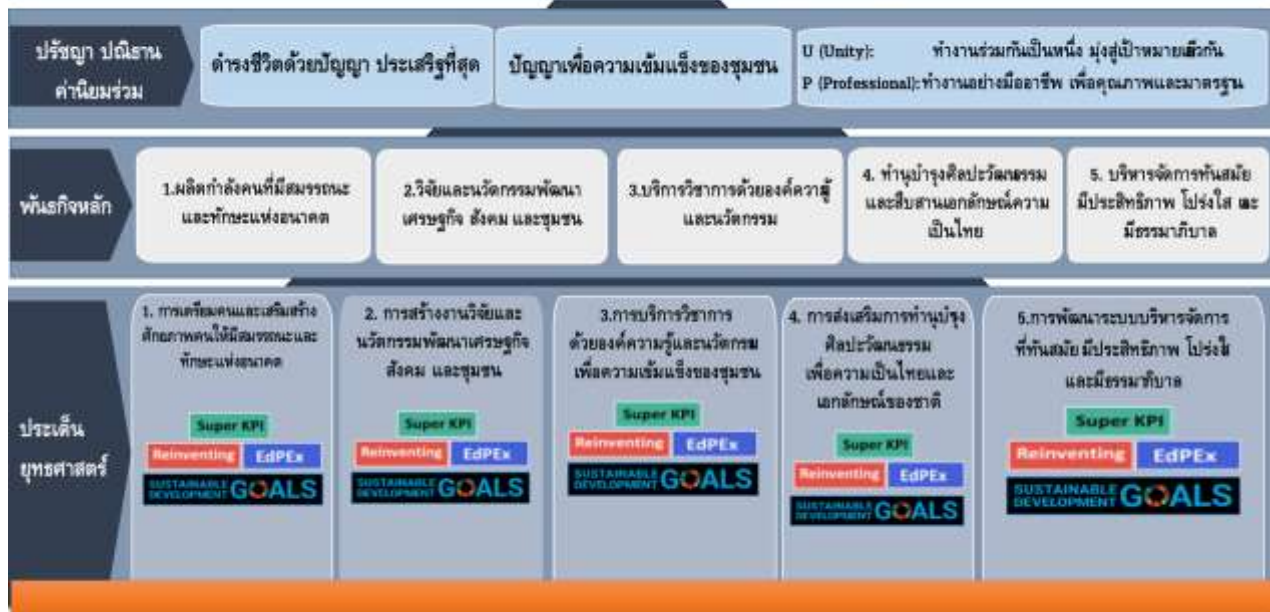 ปรัชญา ปณิธาน
ค่านิยมร่วม
ดำรงชีวิตด้วยปัญญา ประเสริฐที่สุด
ปัญญาเพื่อความเข้มแข็งของชุมชน
U (Unity): ทำงานร่วมกันเป็นหนึ่ง มุ่งสู่เป้าหมายเดียวกัน
P (Professional):ทำงานอย่างมืออาชีพ เพื่อคุณภาพและมาตรฐาน
พันธกิจหลัก
1.ผลิตกำลังคนที่มีสมรรถนะ
และทักษะแห่งอนาคต
2.วิจัยและนวัตกรรมพัฒนา
เศรษฐกิจ สังคม และชุมชน
3.บริการวิชาการด้วยองค์ความรู้
และนวัตกรรม
4. ทำนุบำรุงศิลปะวัฒนธรรม
และสืบสานเอกลักษณ์ความ
เป็นไทย
5. บริหารจัดการทันสมัย
มีประสิทธิภาพ โปร่งใส และ
มีธรรมาภิบาล
ประเด็น
ยุทธศาสตร์
1. การเตรียมคนและเสริมสร้าง
ศักยภาพคนให้มีสมรรถนะและ
ทักษะแห่งอนาคต
Super KPI
Reinventing EdPEx
SUSTAINABLE
DEVELOPMENT GOALS
2. การสร้างงานวิจัยและ
นวัตกรรมพัฒนาเศรษฐกิจ
สังคม และชุมชน
Super KPI
Reinventing EdPEx
SUSTAINABLE
DEVELOPMENT GOALS
3.การบริการวิชาการ
ด้วยองค์ความรู้และนวัตกรรม
เพื่อความเข้มแข็งของชุมชน
Super KPI
Reinventing EdPEx
SUSTAINABLE
DEVELOPMENT GOALS
4. การส่งเสริมการทำนุบำรุง
ศิลปะวัฒนธรรม
เพื่อความเป็นไทยและ
เอกลักษณ์ของชาติ
Super KPI
Reinventing EdPEx
SUSTAINABLE
DEVELOPMENT GOALS
5.การพัฒนาระบบบริหารจัดการ
ที่ทันสมัย มีประสิทธิภาพ โปร่งใส
และมีธรรมาภิบาล
Super KPI
Reinventing EdPEx
SUSTAINABLE
DEVELOPMENT GOALS